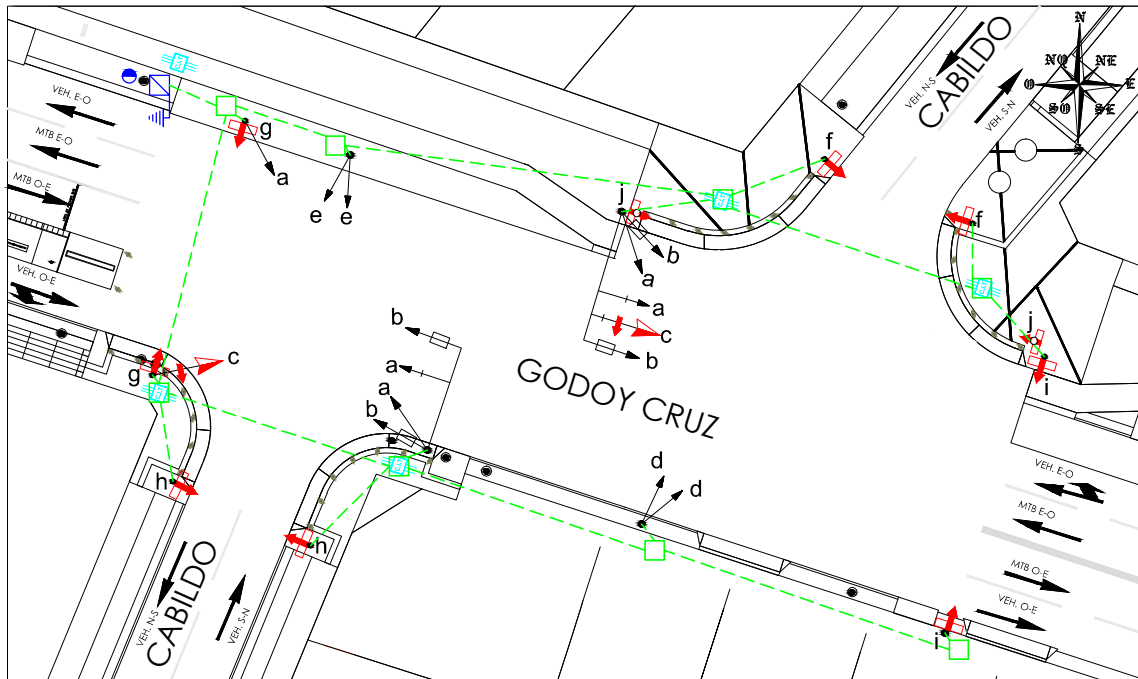 N
NO
NE
O
E
SO
SE
S
VEH. N-S
CABILDO
VEH. S-N
VEH. E-O
MTB E-O
MTB O-E
VEH. O-E
g
a
e
e
f
j
b
a
a
c
b
f
j
i
b
a
a
b
c
g
GODOY CRUZ
h
h
d
d
VEH. E-O
MTB E-O
MTB O-E
VEH. O-E
i
VEH. N-S
CABILDO
VEH. S-N